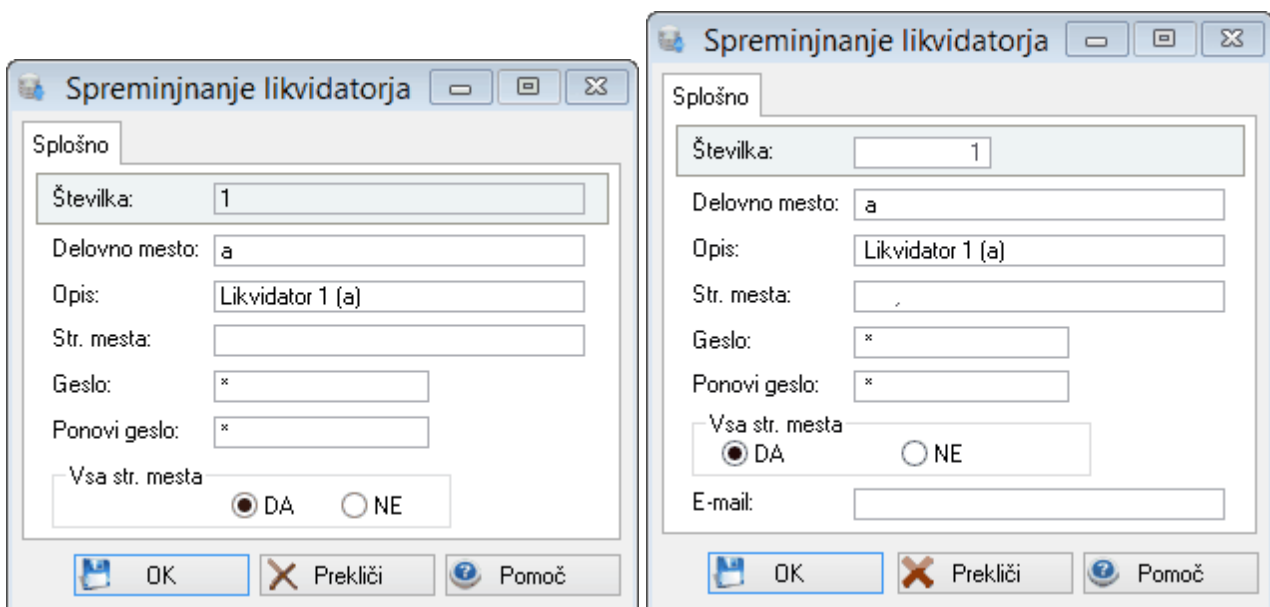 Spreminjnanje likvidatorja
Splošno
Številka: 1
Delovno mesto: a
Opis: Likvidator 1 (a)
Str. mesta:
Geslo: *
Ponovi geslo: *
Vsa str. mesta
DA NE
OK Prekliči Pomoč
Spreminjnanje likvidatorja
Splošno
Številka: 1
Delovno mesto: a
Opis: Likvidator 1 (a)
Str. mesta: ,
Geslo: *
Ponovi geslo: *
Vsa str. mesta
DA NE
E-mail:
OK Prekliči Pomoč